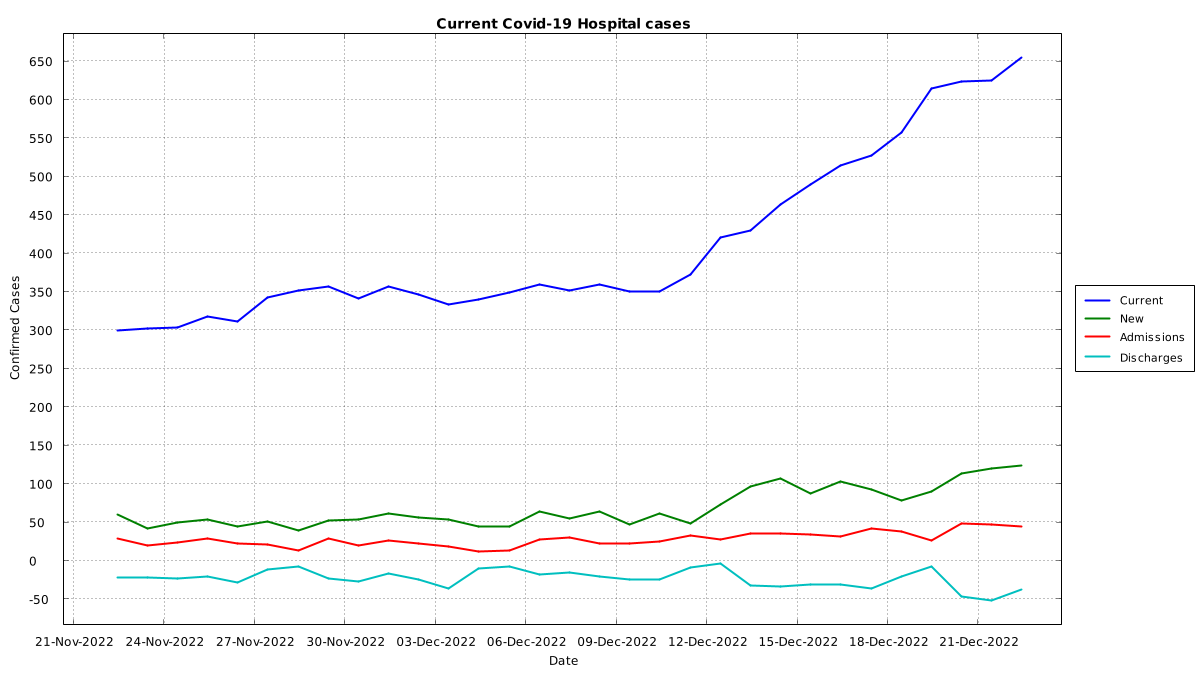 Current Covid-19 Hospital cases
650
600
550
500
450
400
350
300
250
200
150
100
50
0
-50
Confirmed Cases
21-Nov-2022 24-Nov-2022 27-Nov-2022 30-Nov-2022 03-Dec-2022 06-Dec-2022 09-Dec-2022 12-Dec-2022 15-Dec-2022 18-Dec-2022 21-Dec-2022
Date
Current
New
Admissions
Discharges